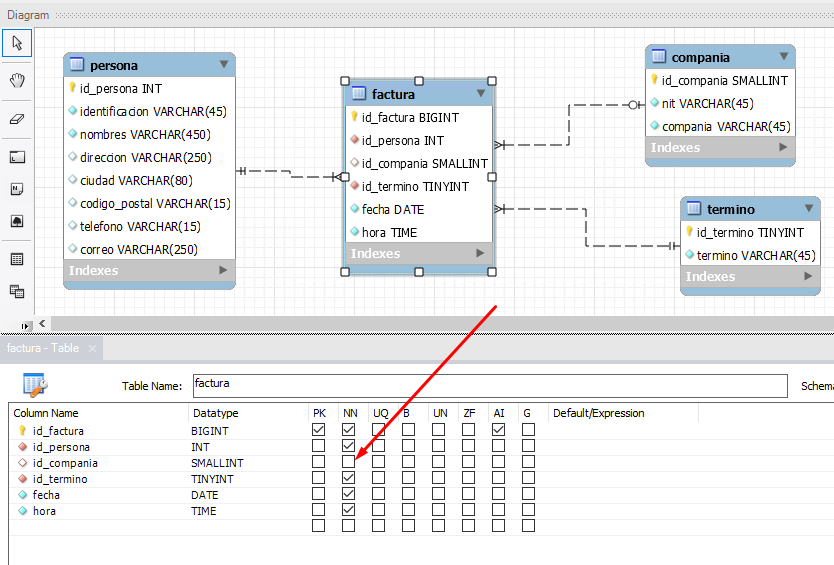 Diagram
persona
id_persona INT
identificacion VARCHAR(45)
nombres VARCHAR(450)
direccion VARCHAR(250)
ciudad VARCHAR(80)
codigo_postal VARCHAR(15)
telefono VARCHAR(15)
correo VARCHAR(250)
Indexes
factura
id_factura BIGINT
id_persona INT
id_compania SMALLINT
id_termino TINYINT
fecha DATE
hora TIME
Indexes
compania
id_compania SMALLINT
nit VARCHAR(45)
compania VARCHAR(45)
Indexes
termino
id_termino TINYINT
termino VARCHAR(45)
Indexes
factura - Table
Table Name: factura Schema
Column Name Datatype PK NN UQ B UN ZF AI G Default/Expression
id_factura BIGINT
id_persona INT
id_compania SMALLINT
id_termino TINYINT
fecha DATE
hora TIME